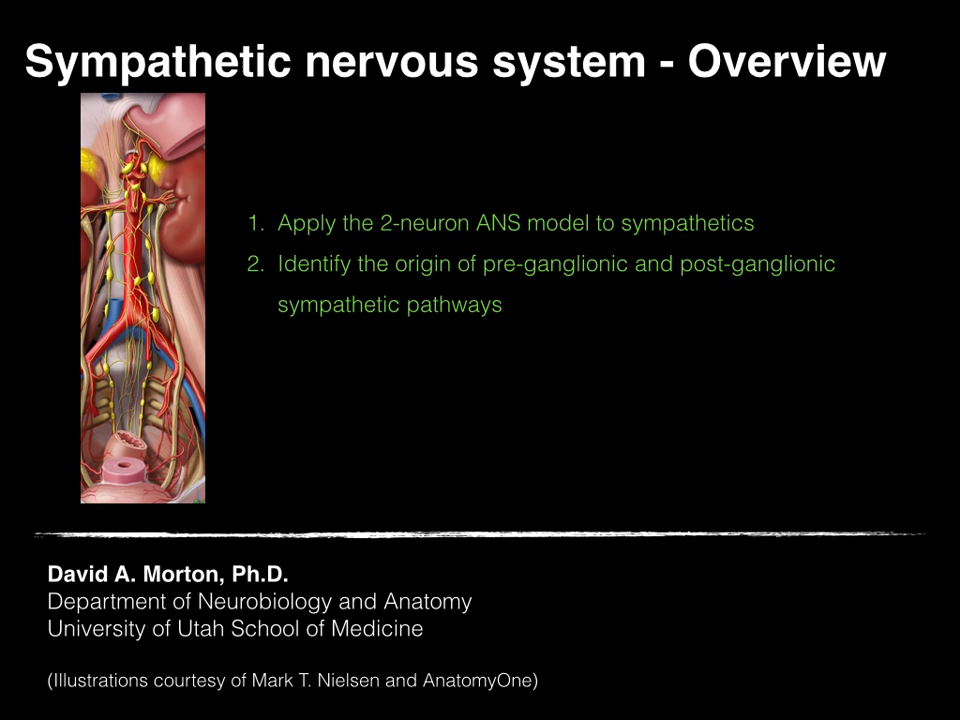 Sympathetic nervous system - Overview
1. Apply the 2-neuron ANS model to sympathetics
2. Identify the origin of pre-ganglionic and post-ganglionic
sympathetic pathways
David A. Morton, Ph.D.
Department of Neurobiology and Anatomy
University of Utah School of Medicine
(Illustrations courtesy of Mark T. Nielsen and AnatomyOne)